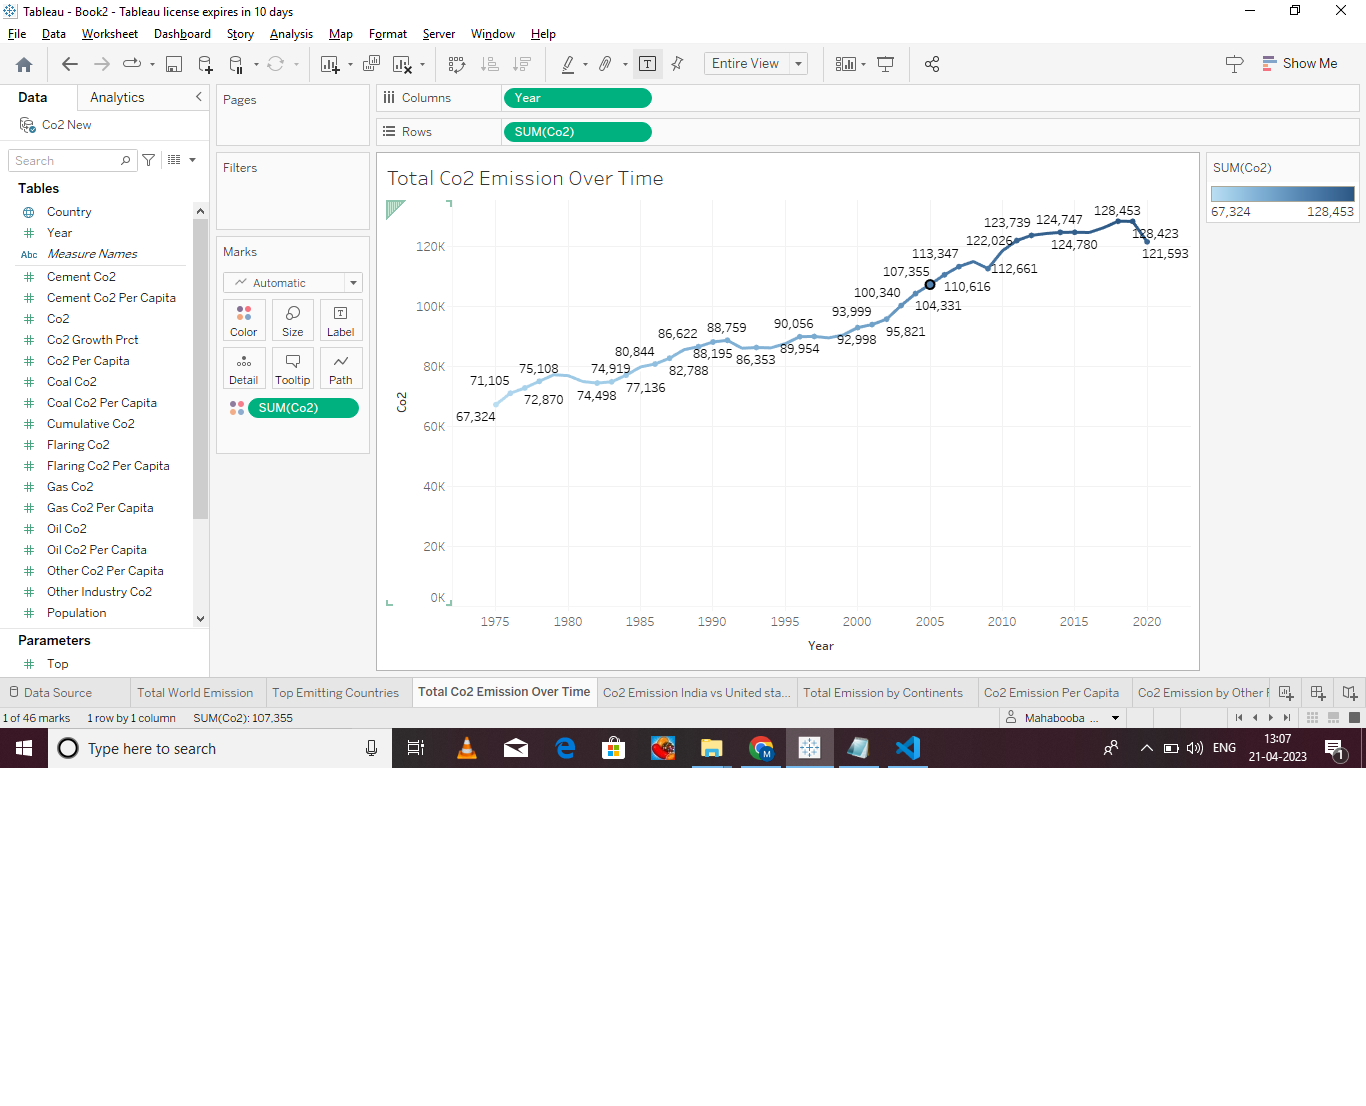 Tableau - Book2 - Tableau license expires in 10 days
File Data Worksheet Dashboard Story Analysis Map Format Server Window Help
Entire View
Show Me
Data Analytics
Co2 New
Search
Tables
Country
Year
Abc Measure Names
Cement Co2
Cement Co2 Per Capita
Co2
Co2 Growth Prct
Co2 Per Capita
Coal Co2
Coal Co2 Per Capita
Cumulative Co2
Flaring Co2
Flaring Co2 Per Capita
Gas Co2
Gas Co2 Per Capita
Oil Co2
Oil Co2 Per Capita
Other Co2 Per Capita
Other Industry Co2
Population
Parameters
Top
Pages
Filters
Marks
Automatic
Color Size Label
Detail Tooltip Path
SUM(Co2)
Columns Year
Rows SUM(Co2)
Total Co2 Emission Over Time
Co2
120K
100K
80K
60K
40K
20K
0K
67,324
71,105
72,870
75,108
74,498
74,919
77,136
80,844
82,788
86,622
88,195
88,759
86,353
90,056
89,954
92,998
93,999
95,821
100,340
104,331
107,355
110,616
113,347
112,661
122,026
123,739
124,747
124,780
128,453
128,423
121,593
1975 1980 1985 1990 1995 2000 2005 2010 2015 2020
Year
SUM(Co2)
67,324 128,453
Data Source Total World Emission Top Emitting Countries Total Co2 Emission Over Time Co2 Emission India vs United sta... Total Emission by Continents Co2 Emission Per Capita Co2 Emission by Other F
1 of 46 marks 1 row by 1 column SUM(Co2): 107,355 Mahabooba ...
Type here to search
M
ENG
13:07
21-04-2023
1